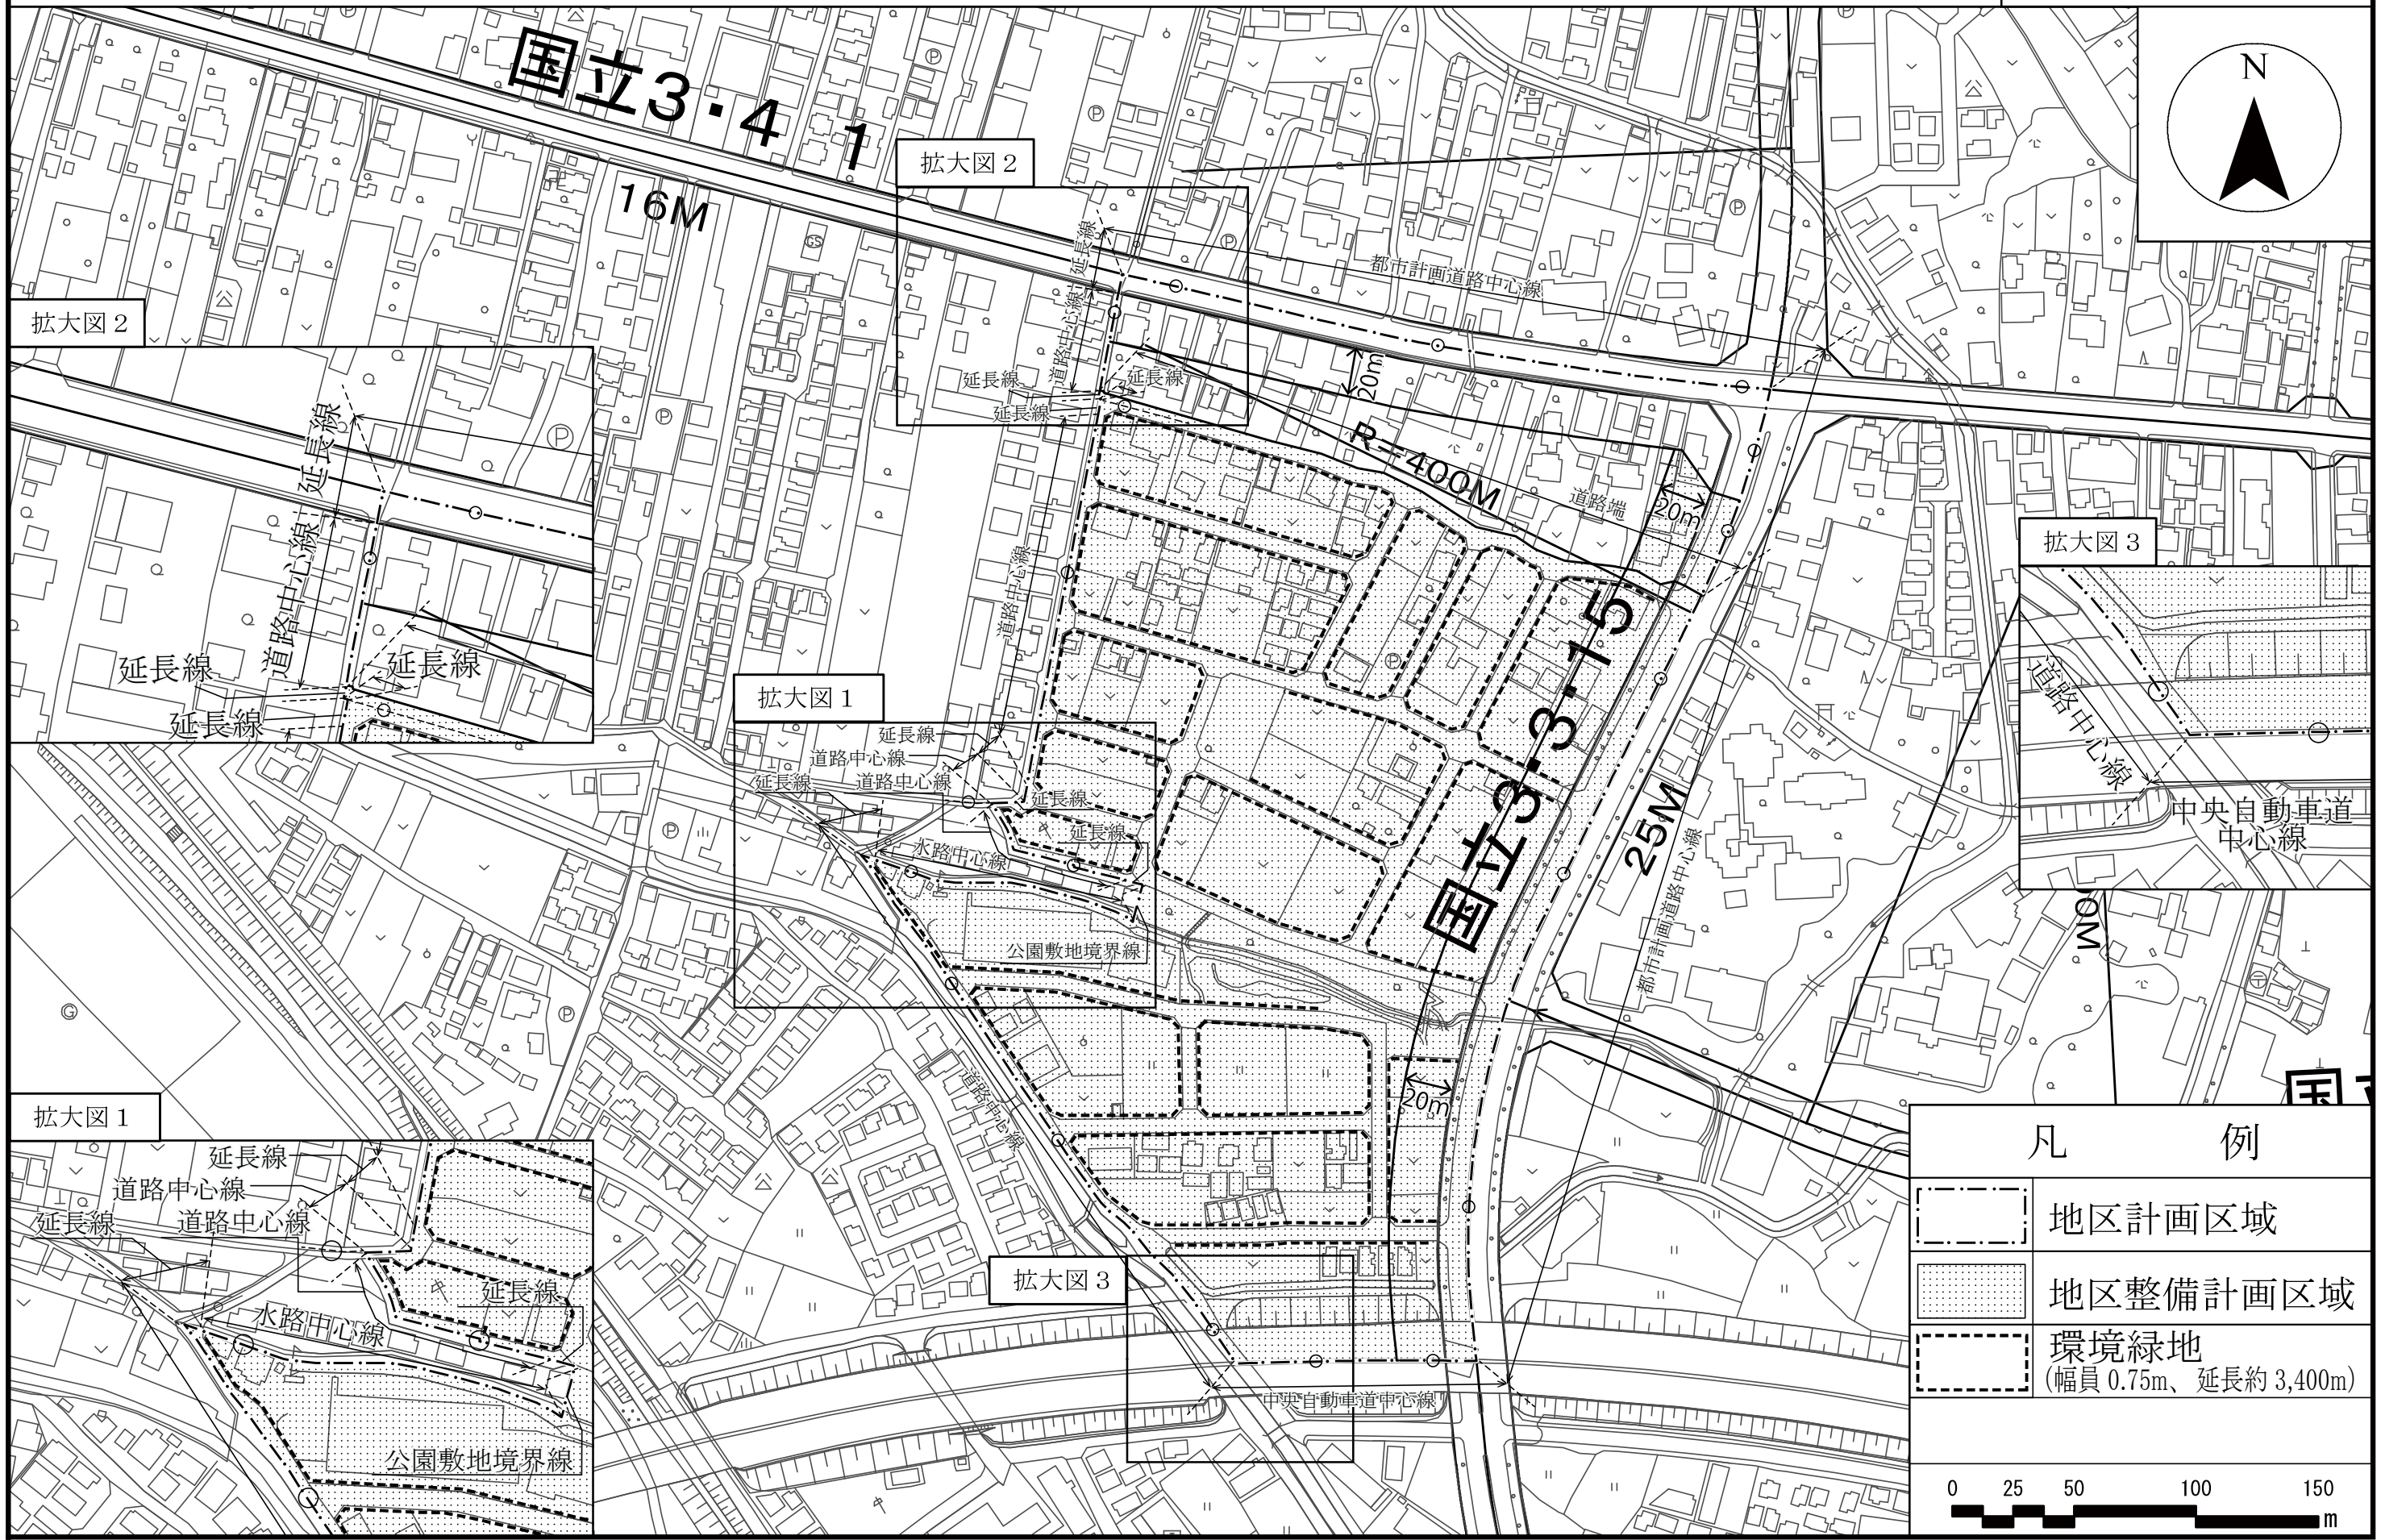 国立3・4 1
16M
拡大図２
N
延長線
都市計画道路中心線
道路中心線
延長線
延長線
延長線
20m
R=400M
道路端
20m
拡大図２
延長線
道路中心線
延長線
延長線
延長線
拡大図３
道路中心線
中央自動車道
中心線
国立3・3・15
25M
都市計画道路中心線
道路中心線
拡大図１
延長線
道路中心線
延長線
道路中心線
延長線
延長線
水路中心線
公園敷地境界線
道路中心線
20m
拡大図１
延長線
道路中心線
延長線
道路中心線
延長線
水路中心線
公園敷地境界線
拡大図３
中央自動車道中心線
00M
国
凡 例
地区計画区域
地区整備計画区域
環境緑地
(幅員 0.75m、延長約 3,400m)
0 25 50 100 150
m